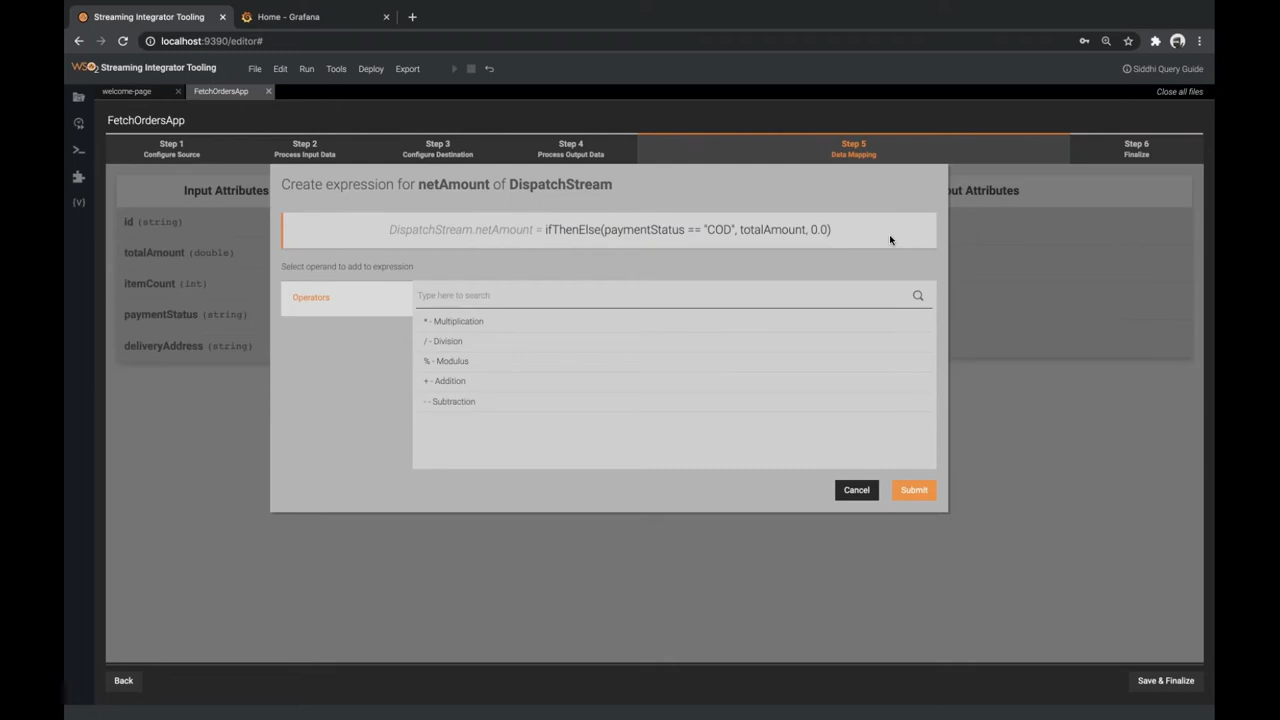 Streaming Integrator Tooling
Home - Grafana
localhost:9390/editor#
WSO2 Streaming Integrator Tooling
File Edit Run Tools Deploy Export
Siddhi Query Guide
welcome-page
FetchOrdersApp
Close all files
FetchOrdersApp
Step 1
Configure Source
Step 2
Process Input Data
Step 3
Configure Destination
Step 4
Process Output Data
Step 5
Data Mapping
Step 6
Finalize
Input Attributes
id (string)
totalAmount (double)
itemCount (int)
paymentStatus (string)
deliveryAddress (string)
Create expression for netAmount of DispatchStream
DispatchStream.netAmount = ifThenElse(paymentStatus == "COD", totalAmount, 0.0)
Select operand to add to expression
Operators
Type here to search
* - Multiplication
/ - Division
% - Modulus
+ - Addition
- - Subtraction
Cancel
Submit
Attributes
Back
Save & Finalize